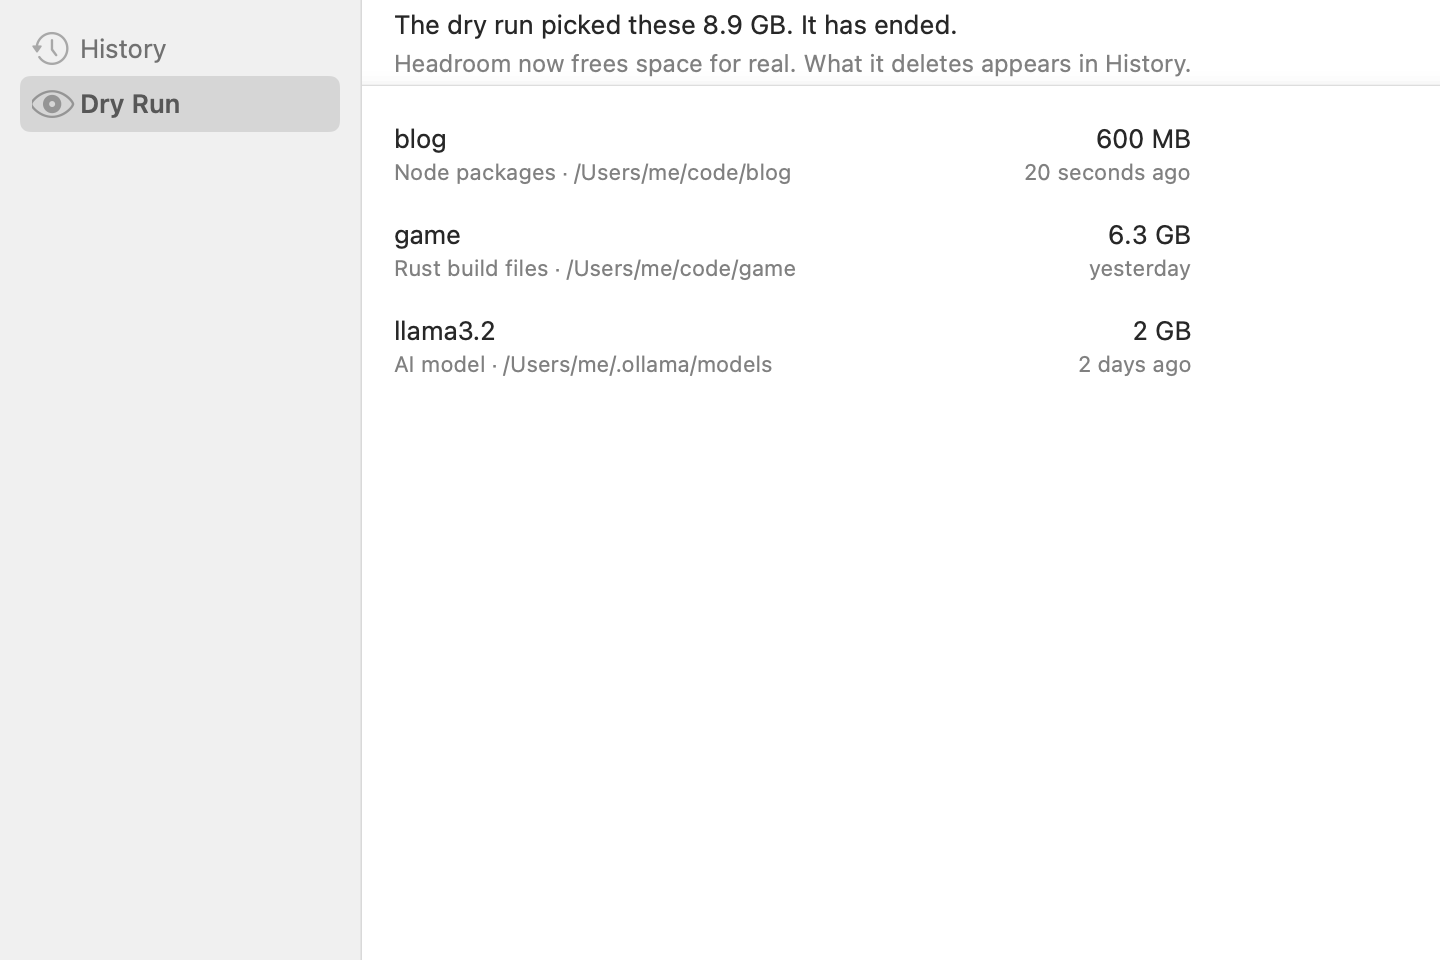 History
Dry Run
The dry run picked these 8.9 GB. It has ended.
Headroom now frees space for real. What it deletes appears in History.
blog
600 MB
Node packages · /Users/me/code/blog
20 seconds ago
game
6.3 GB
Rust build files · /Users/me/code/game
yesterday
llama3.2
2 GB
AI model · /Users/me/.ollama/models
2 days ago